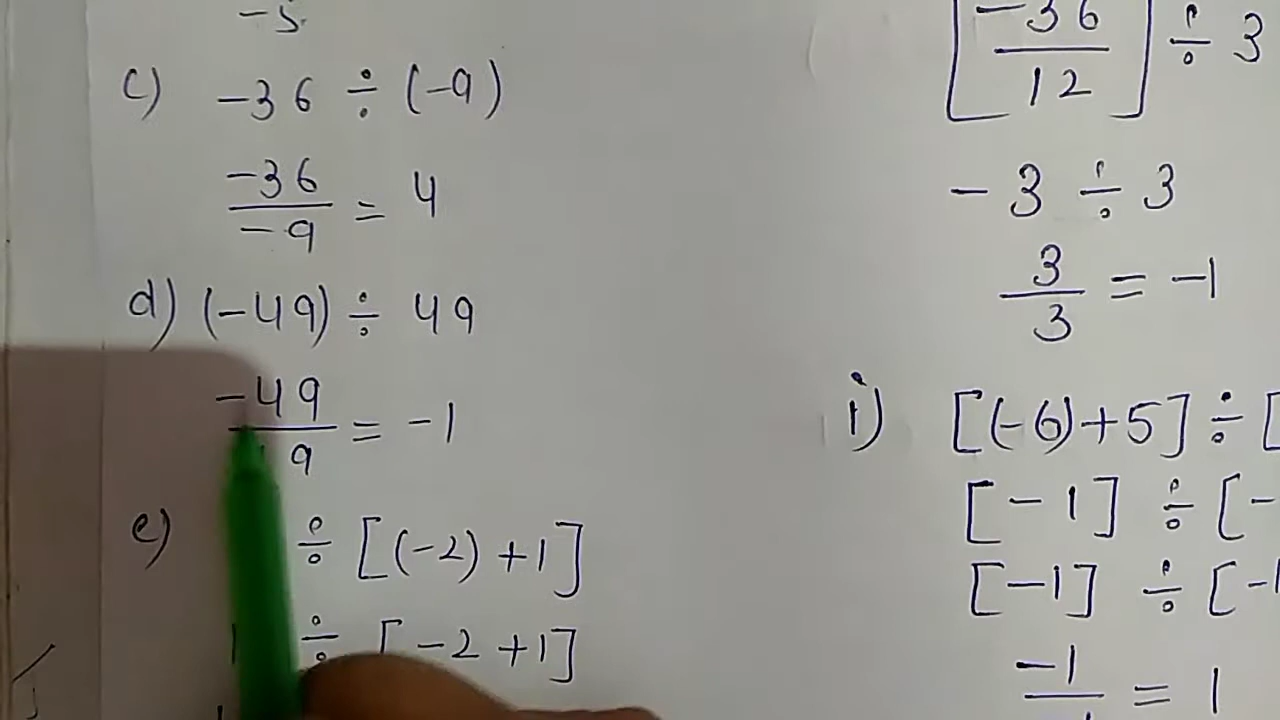 -5
c) -36 ÷ (-9)
-36/-9 = 4
d) (-49) ÷ 49
-49/9 = -1
e) ÷ [(-2)+1]
÷ [-2+1]
[-36/12] ÷ 3
-3 ÷ 3
3/3 = -1
i) [(-6)+5] ÷ [
[-1] ÷ [-
[-1] ÷ [-1
-1/ = 1